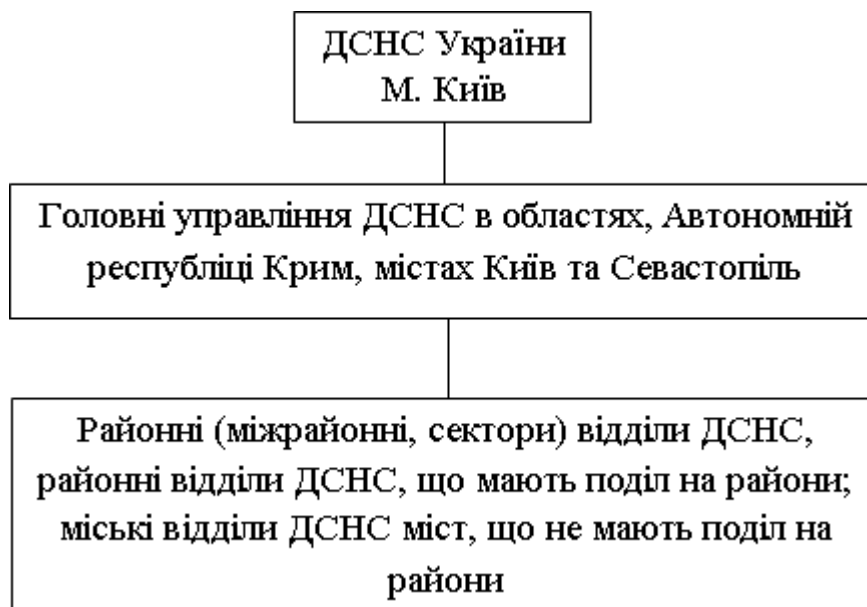 ДСНС України
М. Київ
Головні управління ДСНС в областях, Автономній
республіці Крим, містах Київ та Севастопіль
Районні (міжрайонні, сектори) відділи ДСНС,
районні відділи ДСНС, що мають поділ на райони;
міські відділи ДСНС міст, що не мають поділ на
райони